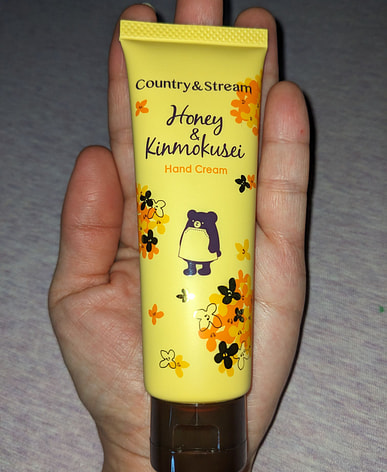 Country&Stream
Honey
&
Kinmokusei
Hand Cream